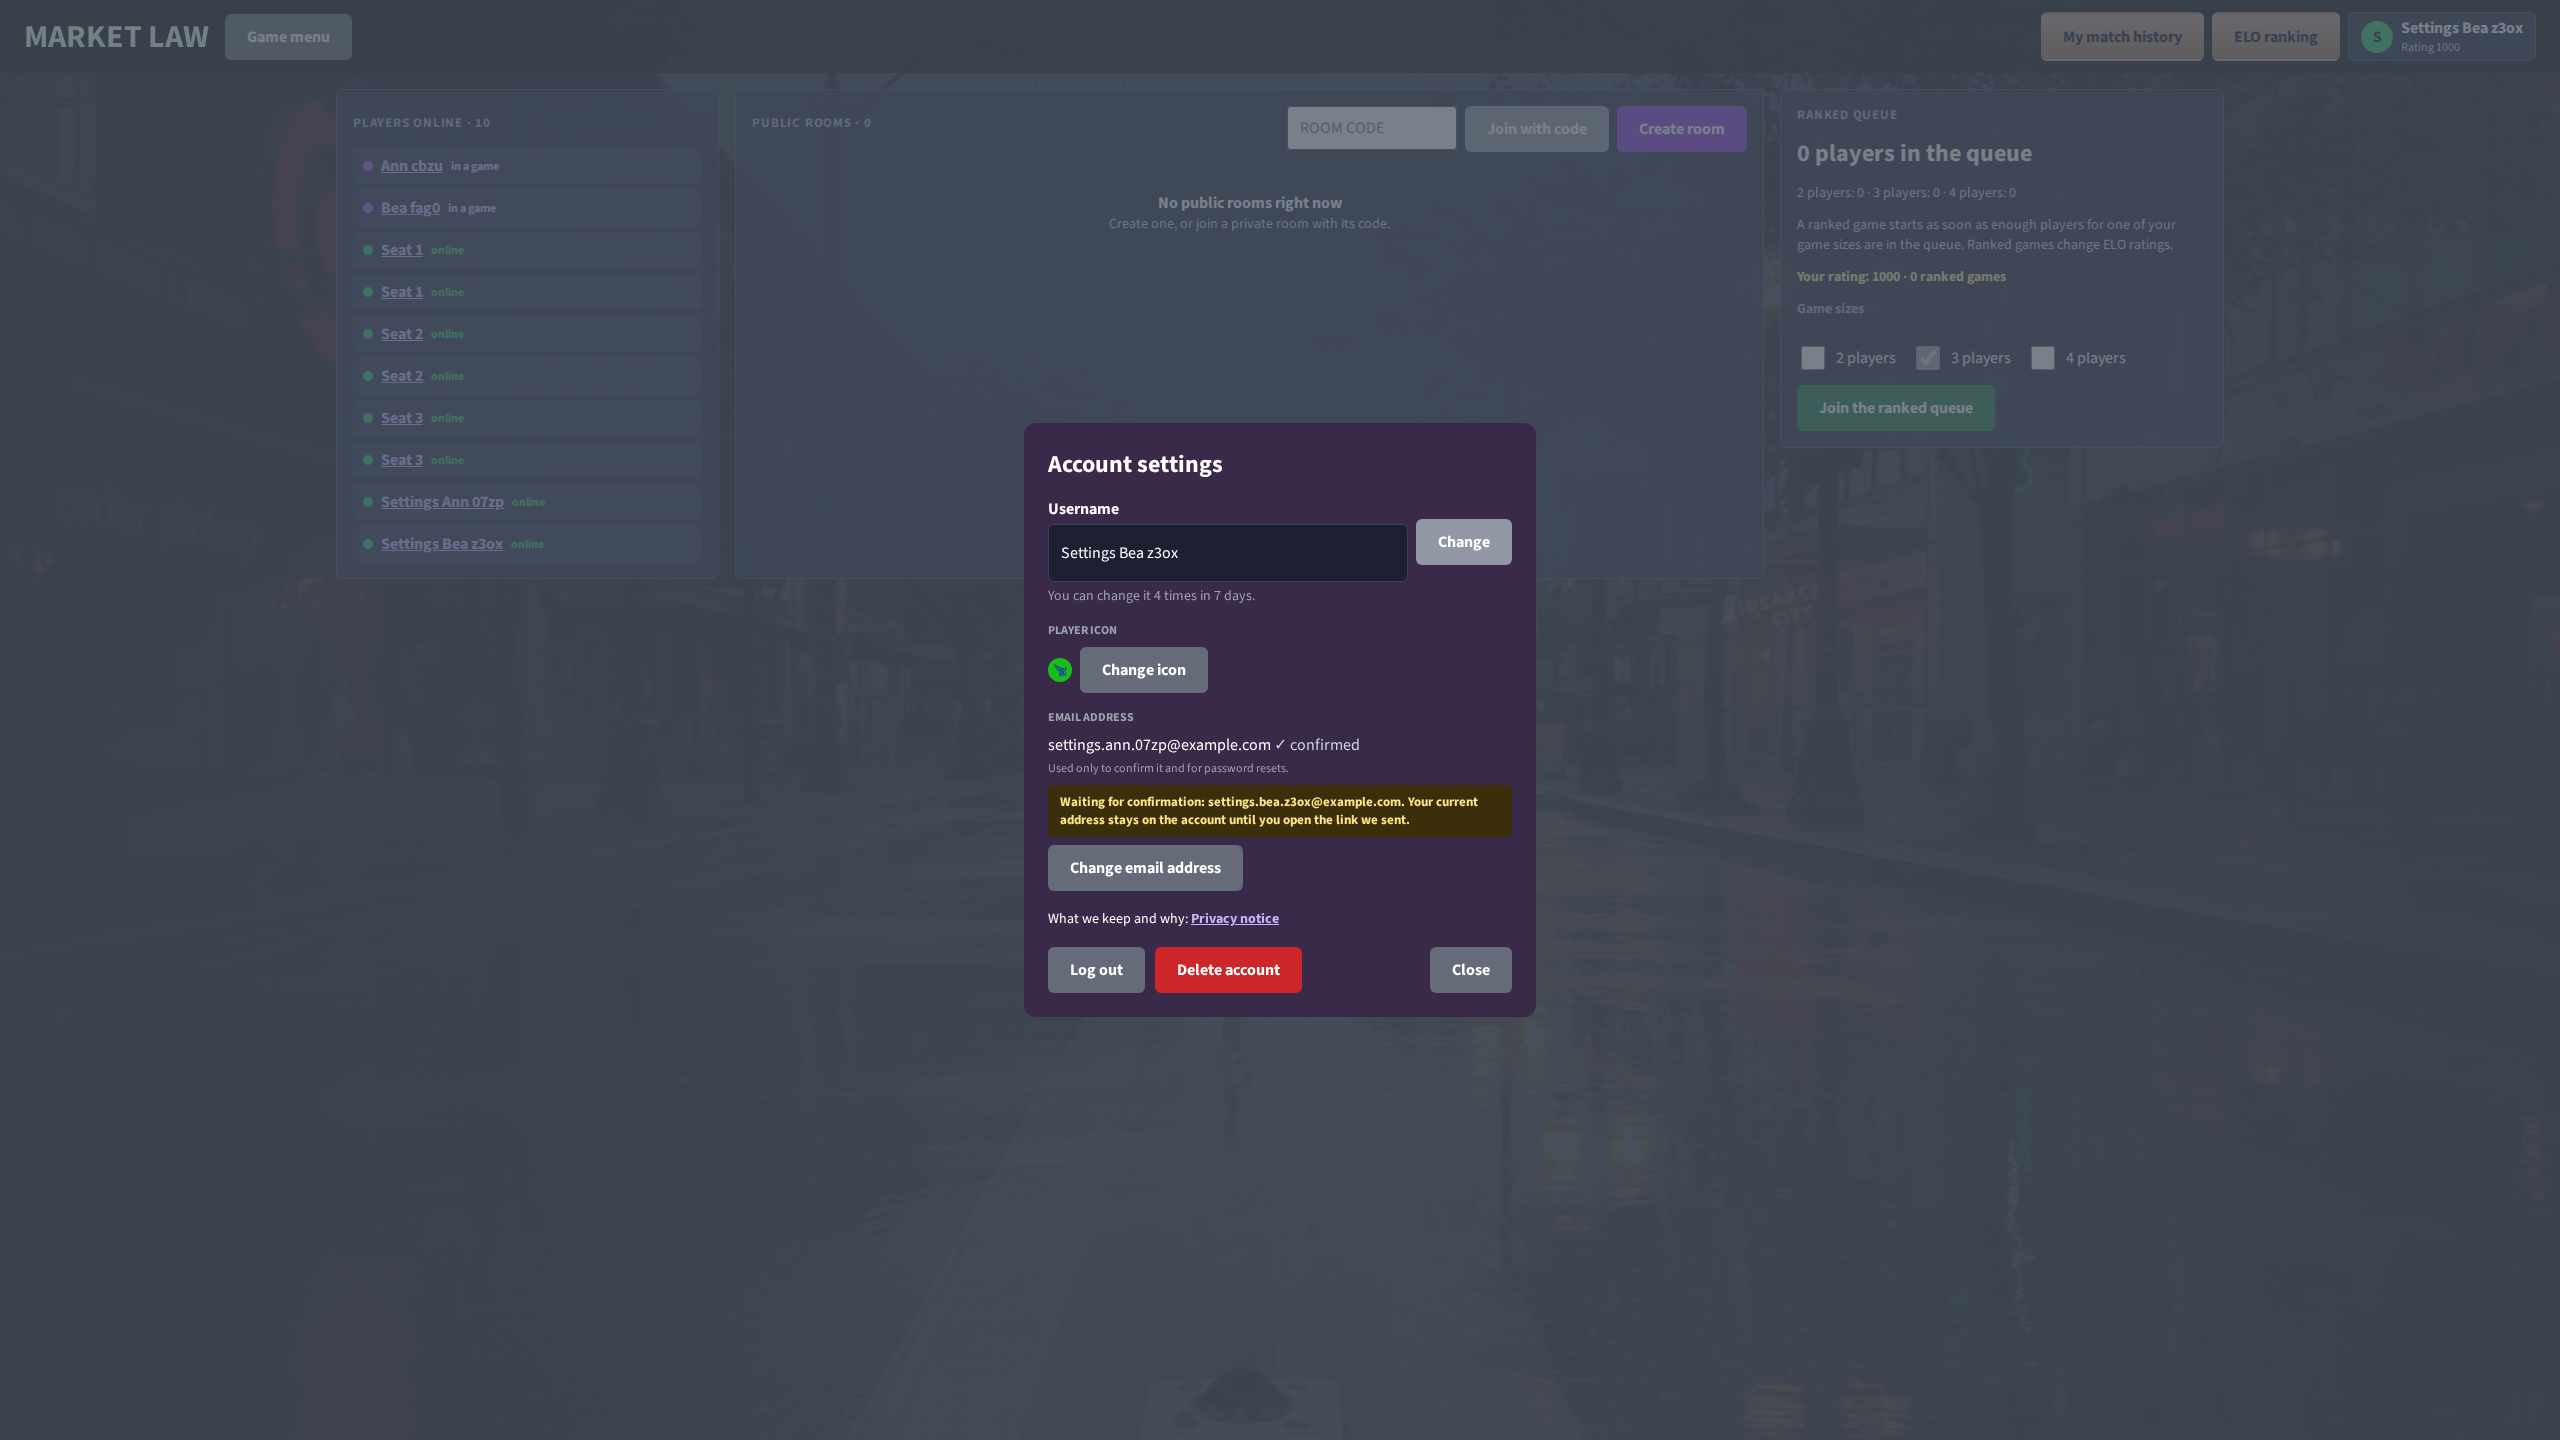 MARKET LAW
Game menu
My match history
ELO ranking
S
Settings Bea z3ox
Rating 1000
PLAYERS ONLINE · 10
Ann cbzu in a game
Bea fag0 in a game
Seat 1 online
Seat 1 online
Seat 2 online
Seat 2 online
Seat 3 online
Seat 3 online
Settings Ann 07zp online
Settings Bea z3ox online
PUBLIC ROOMS · 0
ROOM CODE
Join with code
Create room
No public rooms right now
Create one, or join a private room with its code.
RANKED QUEUE
0 players in the queue
2 players: 0 · 3 players: 0 · 4 players: 0
A ranked game starts as soon as enough players for one of your
game sizes are in the queue. Ranked games change ELO ratings.
Your rating: 1000 · 0 ranked games
Game sizes
2 players
3 players
4 players
Join the ranked queue
order pickup
SNEAKER
CITY
Account settings
Username
Settings Bea z3ox
Change
You can change it 4 times in 7 days.
PLAYER ICON
Change icon
EMAIL ADDRESS
settings.ann.07zp@example.com ✓ confirmed
Used only to confirm it and for password resets.
Waiting for confirmation: settings.bea.z3ox@example.com. Your current
address stays on the account until you open the link we sent.
Change email address
What we keep and why: Privacy notice
Log out
Delete account
Close